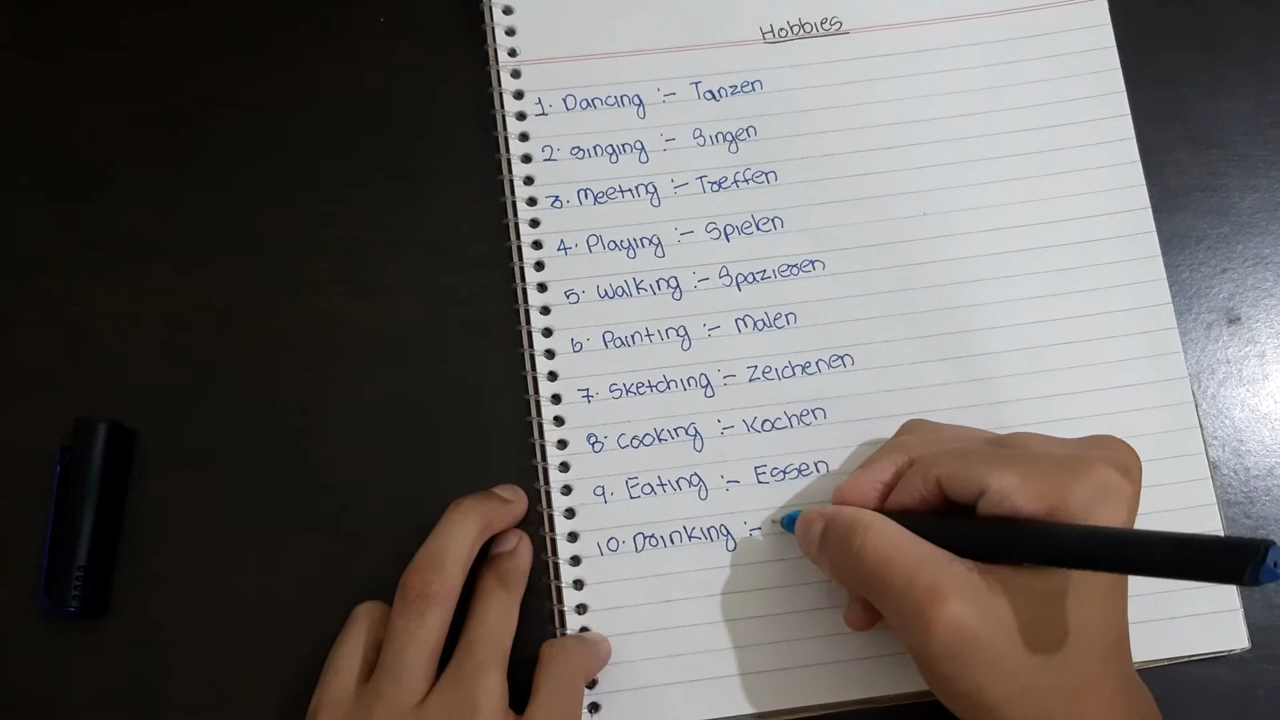 Hobbies
1. Dancing :- Tanzen
2. Singing :- Singen
3. Meeting :- Treffen
4. Playing :- Spielen
5. Walking :- Spazieren
6. Painting :- Malen
7. Sketching :- Zeichenen
8. Cooking :- Kochen
9. Eating :- Essen
10. Drinking :-